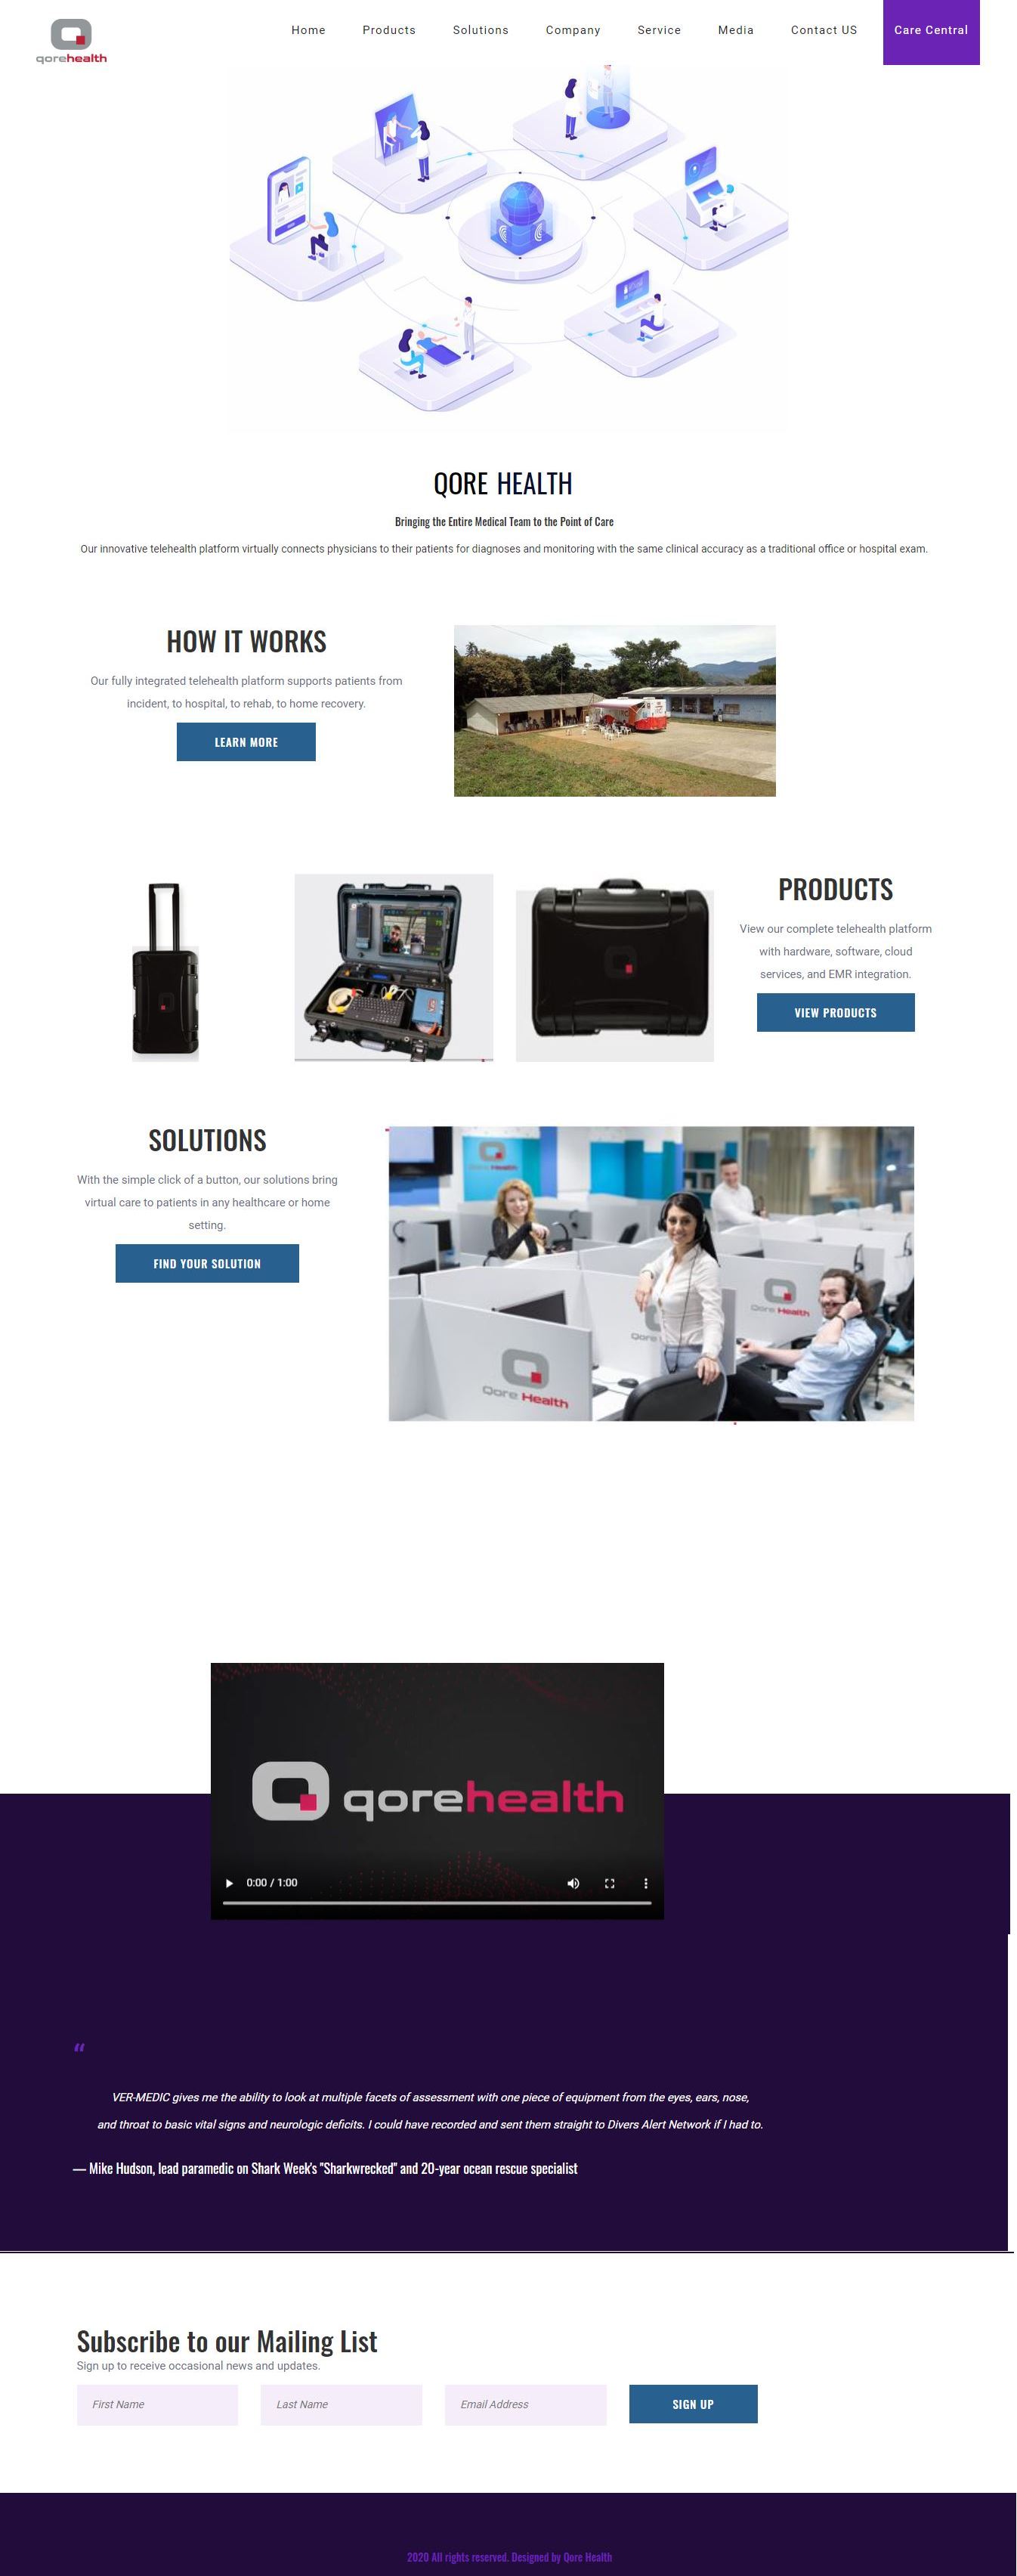 Home Products Solutions Company Service Media Contact US Care Central
qorehealth
QORE HEALTH
Bringing the Entire Medical Team to the Point of Care
Our innovative telehealth platform virtually connects physicians to their patients for diagnoses and monitoring with the same clinical accuracy as a traditional office or hospital exam.
HOW IT WORKS
Our fully integrated telehealth platform supports patients from
incident, to hospital, to rehab, to home recovery.
LEARN MORE
PRODUCTS
View our complete telehealth platform
with hardware, software, cloud
services, and EMR integration.
VIEW PRODUCTS
SOLUTIONS
With the simple click of a button, our solutions bring
virtual care to patients in any healthcare or home
setting.
FIND YOUR SOLUTION
Qore Health
Qore Health
Qore Health
qorehealth
0:00 / 1:00
“
VER-MEDIC gives me the ability to look at multiple facets of assessment with one piece of equipment from the eyes, ears, nose,
and throat to basic vital signs and neurologic deficits. I could have recorded and sent them straight to Divers Alert Network if I had to.
— Mike Hudson, lead paramedic on Shark Week's "Sharkwrecked" and 20-year ocean rescue specialist
Subscribe to our Mailing List
Sign up to receive occasional news and updates.
First Name Last Name Email Address SIGN UP
2020 All rights reserved. Designed by Qore Health